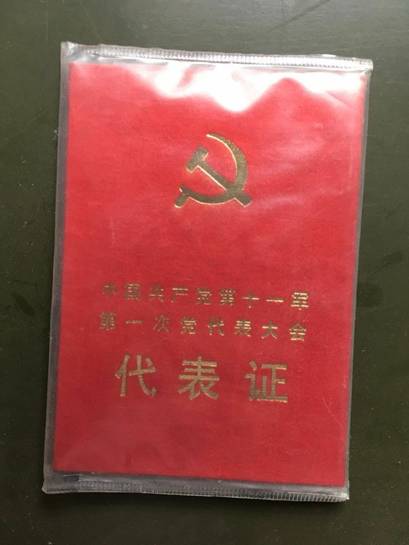 中国共产党第十一军
第一次党代表大会
代表证